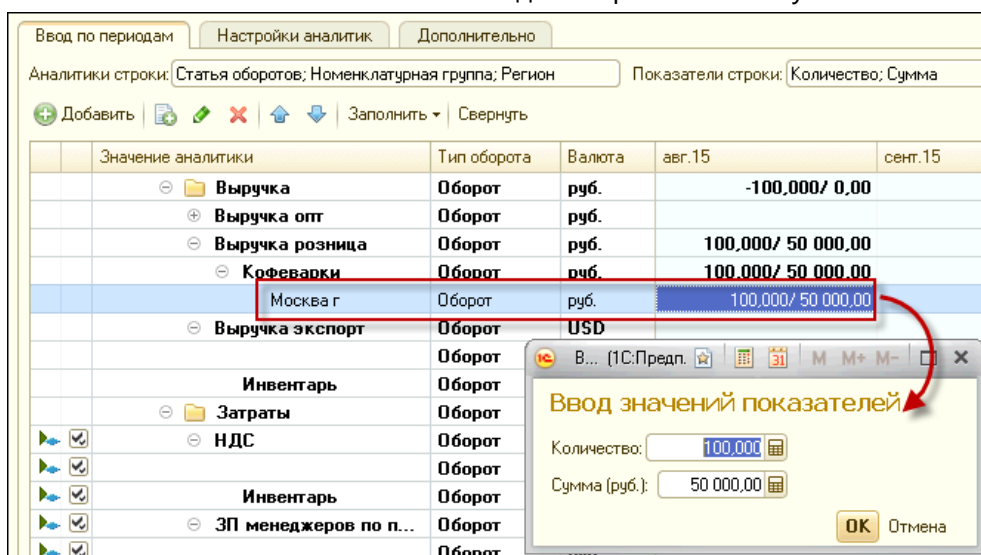 Ввод по периодам Настройки аналитик Дополнительно
Аналитики строки: Статья оборотов; Номенклатурная группа; Регион Показатели строки: Количество; Сумма
Добавить Заполнить Свернуть
Значение аналитики Тип оборота Валюта авг.15 сент.15
Выручка Оборот руб. -100,000/ 0,00
Выручка опт Оборот руб.
Выручка розница Оборот руб. 100,000/ 50 000,00
Кофеварки Оборот руб. 100,000/ 50 000,00
Москва г Оборот руб. 100,000/ 50 000,00
Выручка экспорт Оборот USD
Оборот
Инвентарь Оборот
Затраты Оборот
НДС Оборот
Оборот
Инвентарь Оборот
ЗП менеджеров по п... Оборот
Оборот
В... (1С:Предп. 31 M M+ M-
Ввод значений показателей
Количество: 100,000
Сумма (руб.): 50 000,00
OK Отмена